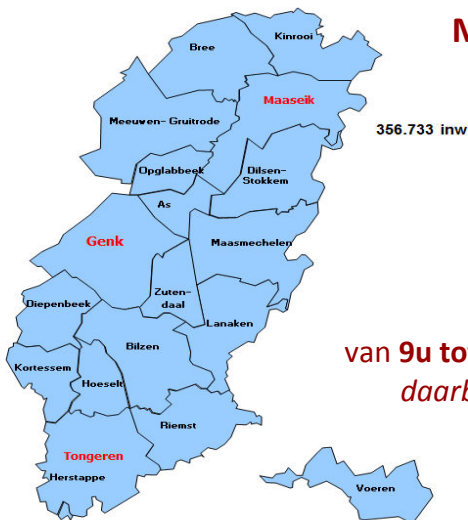 N
Kinrooi
Bree
Maaseik
Meeuwen- Gruitrode
356.733 inw
Opglabbeek
Dilsen-
Stokkem
As
Genk
Maasmechelen
Zuten-
daal
Diepenbeek
Lanaken
Bilzen
Kortessem
Hoeselt
van 9u to
daarb
Riemst
Tongeren
Herstappe
Voeren